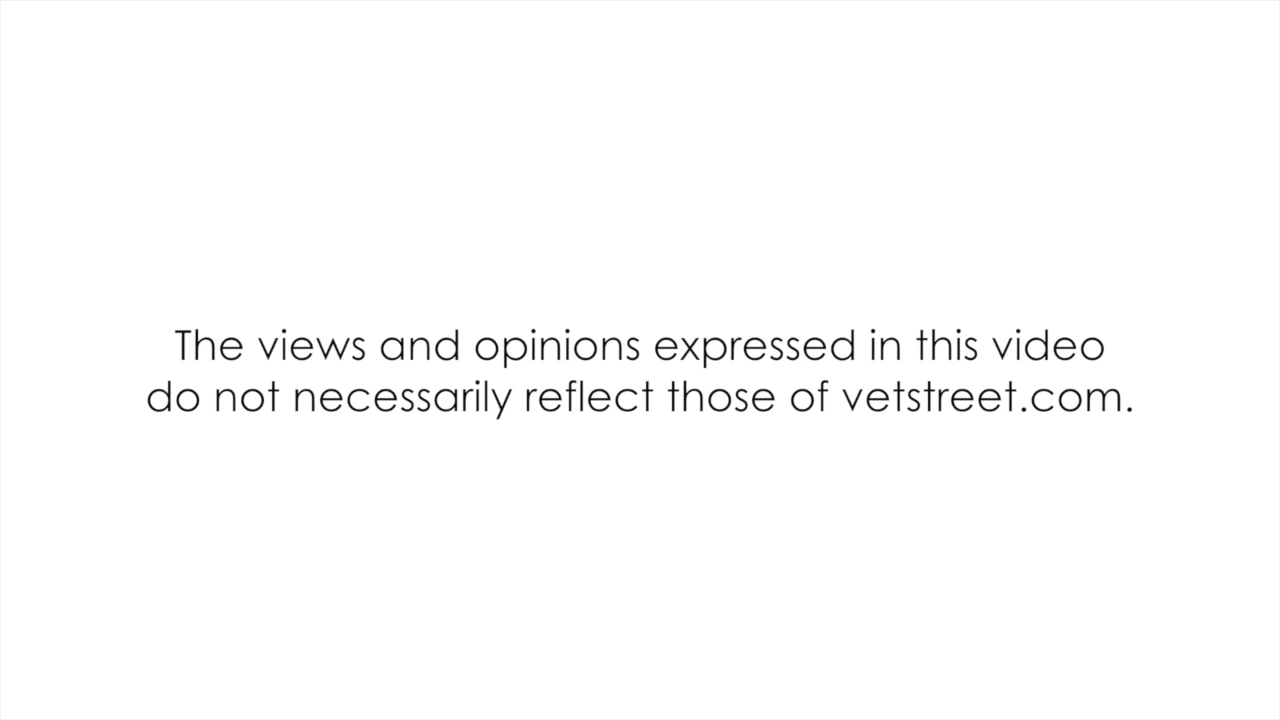 The views and opinions expressed in this video
do not necessarily reflect those of vetstreet.com.